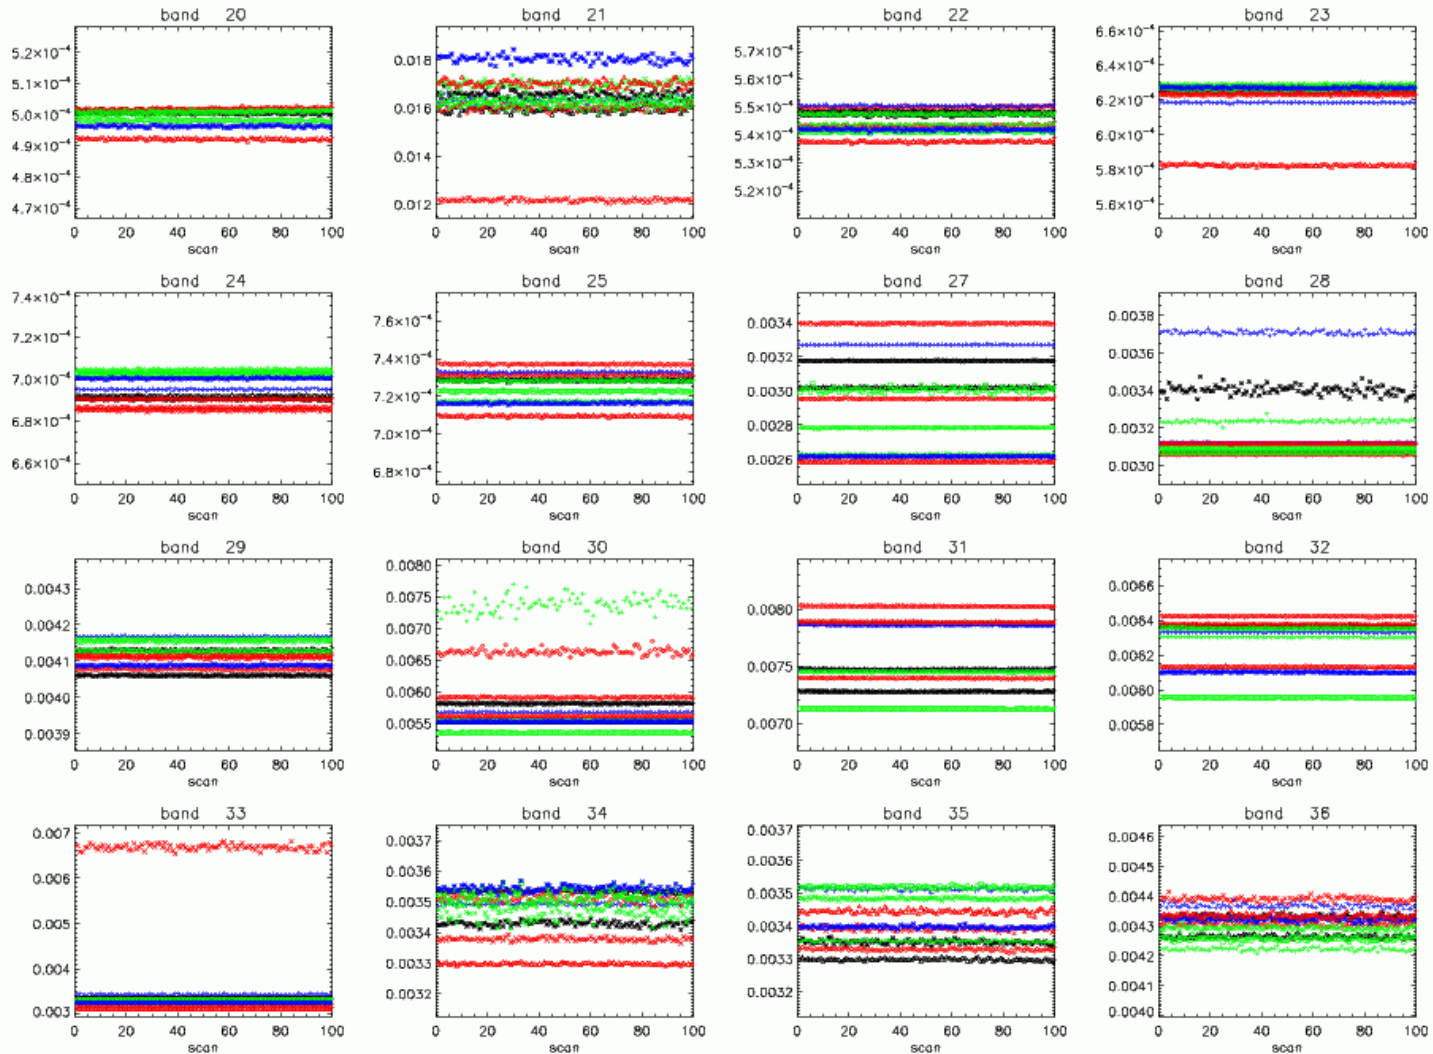 band 20
5.2×10⁻⁴
5.1×10⁻⁴
5.0×10⁻⁴
4.9×10⁻⁴
4.8×10⁻⁴
4.7×10⁻⁴
0 20 40 60 80 100
scan
band 21
0.018
0.016
0.014
0.012
0 20 40 60 80 100
scan
band 22
5.7×10⁻⁴
5.6×10⁻⁴
5.5×10⁻⁴
5.4×10⁻⁴
5.3×10⁻⁴
5.2×10⁻⁴
0 20 40 60 80 100
scan
band 23
6.6×10⁻⁴
6.4×10⁻⁴
6.2×10⁻⁴
6.0×10⁻⁴
5.8×10⁻⁴
5.6×10⁻⁴
0 20 40 60 80 100
scan
band 24
7.4×10⁻⁴
7.2×10⁻⁴
7.0×10⁻⁴
6.8×10⁻⁴
6.6×10⁻⁴
0 20 40 60 80 100
scan
band 25
7.6×10⁻⁴
7.4×10⁻⁴
7.2×10⁻⁴
7.0×10⁻⁴
6.8×10⁻⁴
0 20 40 60 80 100
scan
band 27
0.0034
0.0032
0.0030
0.0028
0.0026
0 20 40 60 80 100
scan
band 28
0.0038
0.0036
0.0034
0.0032
0.0030
0 20 40 60 80 100
scan
band 29
0.0043
0.0042
0.0041
0.0040
0.0039
0 20 40 60 80 100
scan
band 30
0.0080
0.0075
0.0070
0.0065
0.0060
0.0055
0 20 40 60 80 100
scan
band 31
0.0080
0.0075
0.0070
0 20 40 60 80 100
scan
band 32
0.0066
0.0064
0.0062
0.0060
0.0058
0 20 40 60 80 100
scan
band 33
0.007
0.006
0.005
0.004
0.003
0 20 40 60 80 100
scan
band 34
0.0037
0.0036
0.0035
0.0034
0.0033
0.0032
0 20 40 60 80 100
scan
band 35
0.0037
0.0036
0.0035
0.0034
0.0033
0.0032
0 20 40 60 80 100
scan
band 36
0.0046
0.0045
0.0044
0.0043
0.0042
0.0041
0.0040
0 20 40 60 80 100
scan